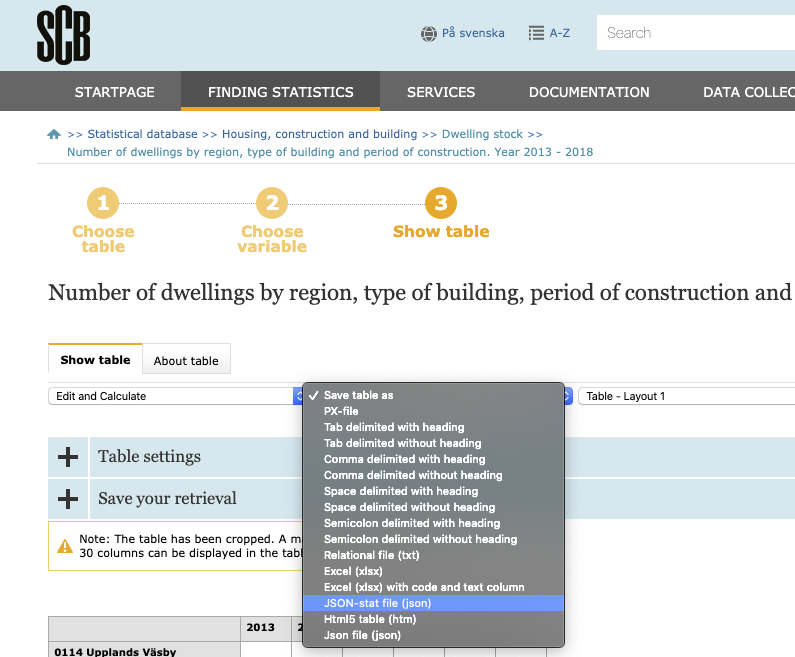 SCB
På svenska
A-Z
Search
STARTPAGE
FINDING STATISTICS
SERVICES
DOCUMENTATION
DATA COLLEC
>> Statistical database >> Housing, construction and building >> Dwelling stock >>
Number of dwellings by region, type of building and period of construction. Year 2013 - 2018
1
2
3
Choose
table
Choose
variable
Show table
Number of dwellings by region, type of building, period of construction and
Show table
About table
Edit and Calculate
✓ Save table as
Table - Layout 1
PX-file
Tab delimited with heading
Tab delimited without heading
Comma delimited with heading
Comma delimited without heading
Space delimited with heading
Space delimited without heading
Semicolon delimited with heading
Semicolon delimited without heading
Relational file (txt)
Excel (xlsx)
Excel (xlsx) with code and text column
JSON-stat file (json)
Html5 table (htm)
Json file (json)
Table settings
Save your retrieval
Note: The table has been cropped. A ma
30 columns can be displayed in the tabl
2013
2
0114 Upplands Väsby